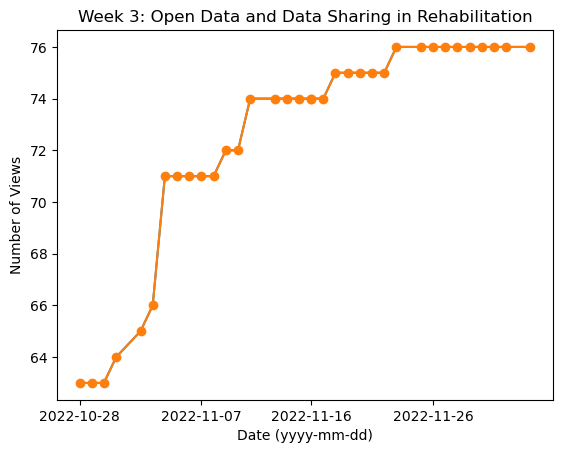 Week 3: Open Data and Data Sharing in Rehabilitation
76
74
72
70
68
66
64
Number of Views
2022-10-28 2022-11-07 2022-11-16 2022-11-26
Date (yyyy-mm-dd)